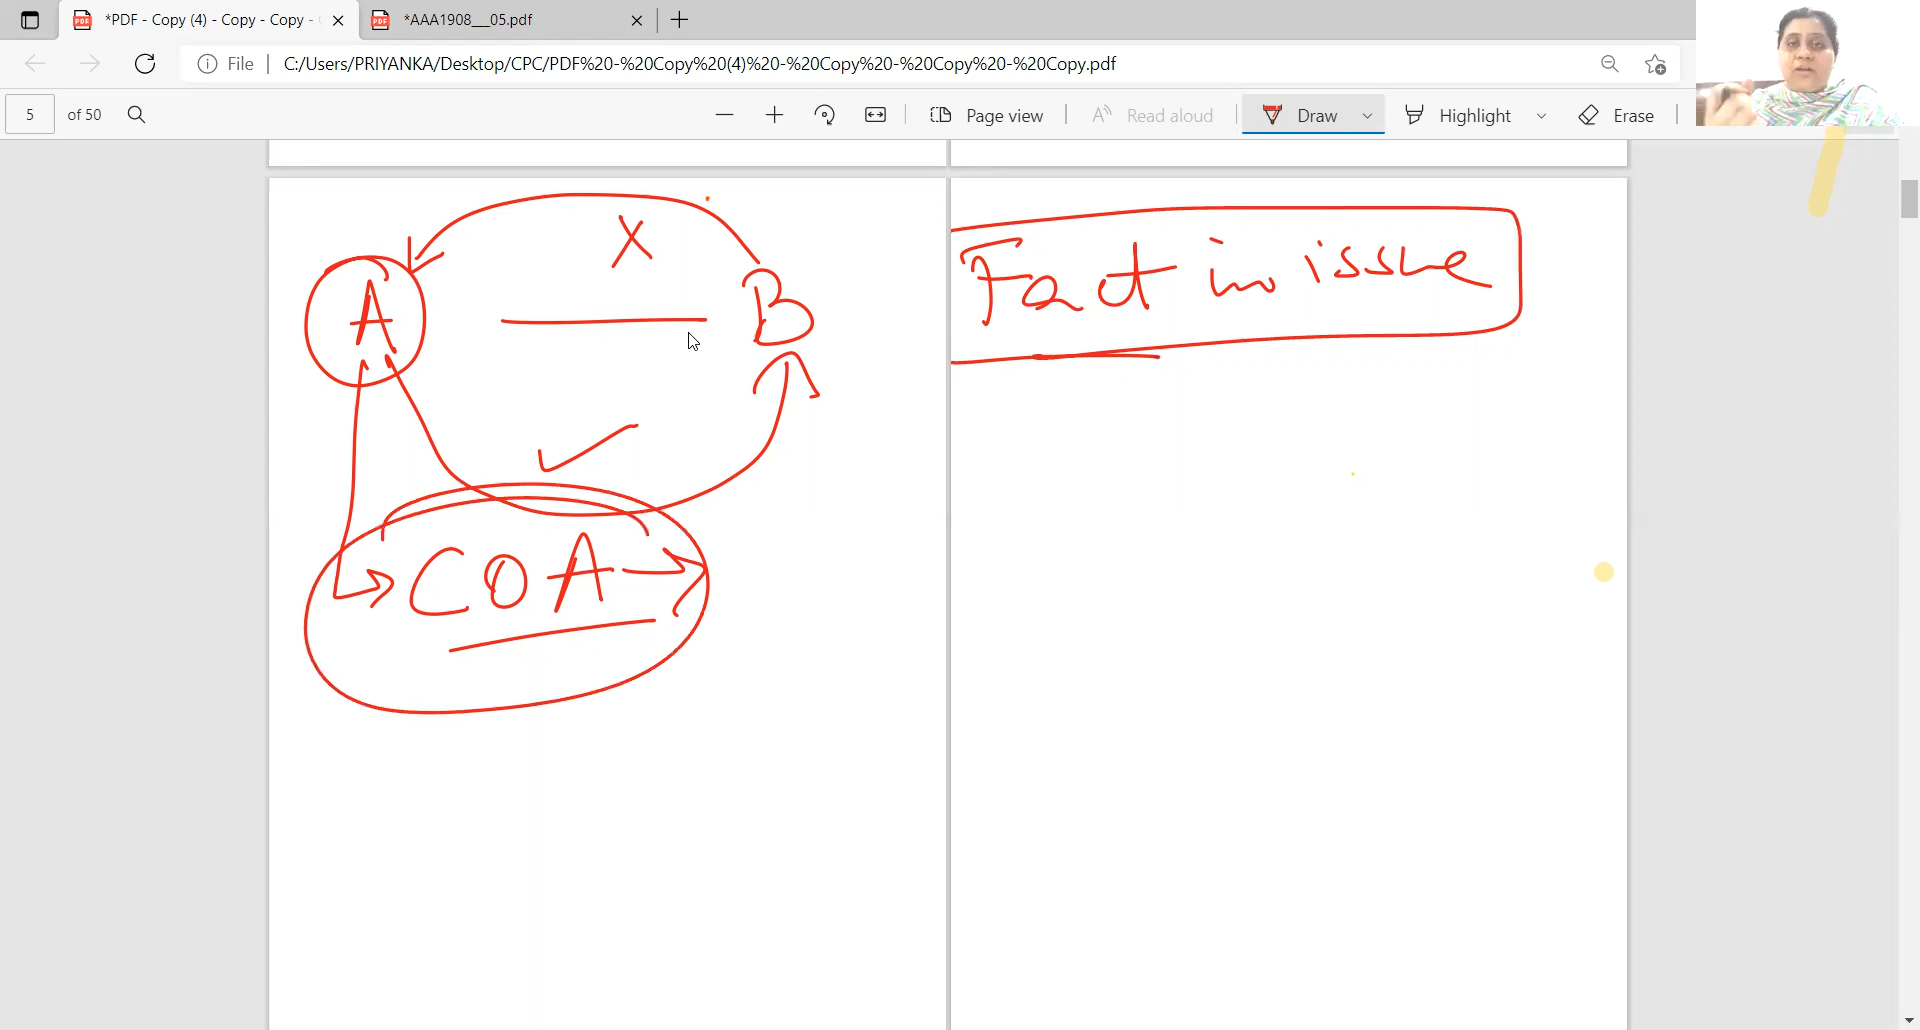 *PDF - Copy (4) - Copy - Copy -
*AAA1908___05.pdf
File
C:/Users/PRIYANKA/Desktop/CPC/PDF%20-%20Copy%20(4)%20-%20Copy%20-%20Copy%20-%20Copy.pdf
5 of 50
Page view
Read aloud
Draw
Highlight
Erase
X
A
B
COA
Fact in issue